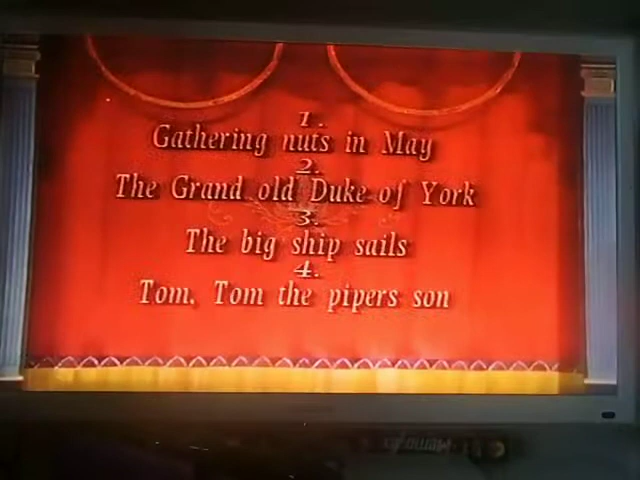 1.
Gathering nuts in May
2.
The Grand old Duke of York
3.
The big ship sails
4.
Tom, Tom the pipers son